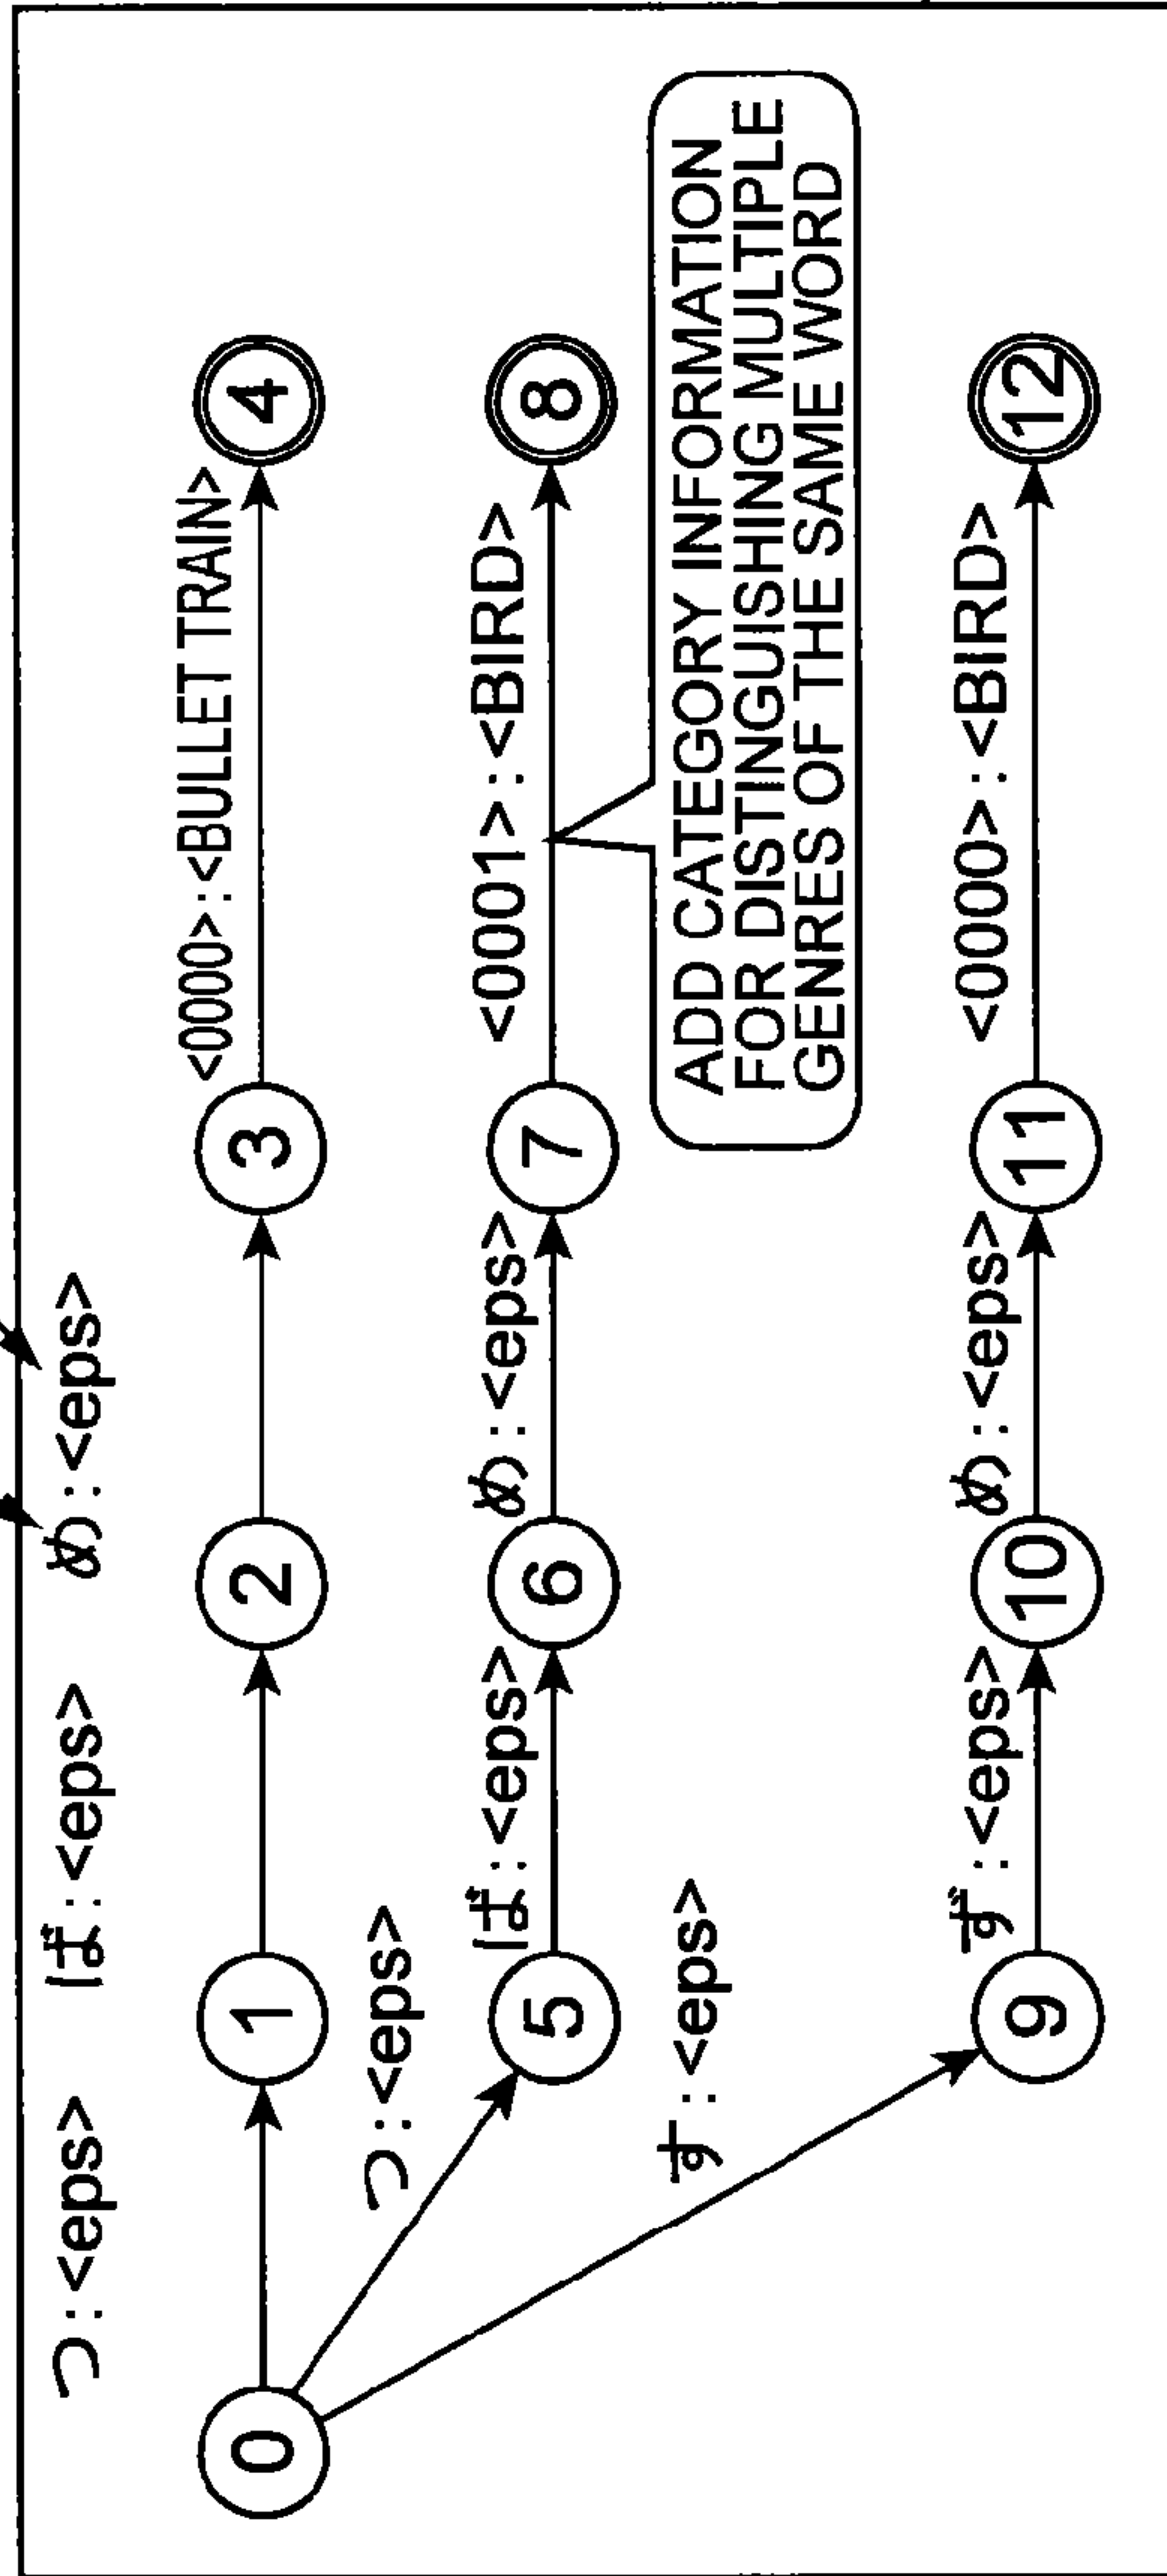 つ:<eps> ば:<eps> め:<eps>
0 1 2 3 <0000>:<BULLET TRAIN> 4
つ:<eps>
5 ば:<eps> 6 め:<eps> 7 <0001>:<BIRD> 8
す:<eps>
ADD CATEGORY INFORMATION
FOR DISTINGUISHING MULTIPLE
GENRES OF THE SAME WORD
9 ず:<eps> 10 め:<eps> 11 <0000>:<BIRD> 12